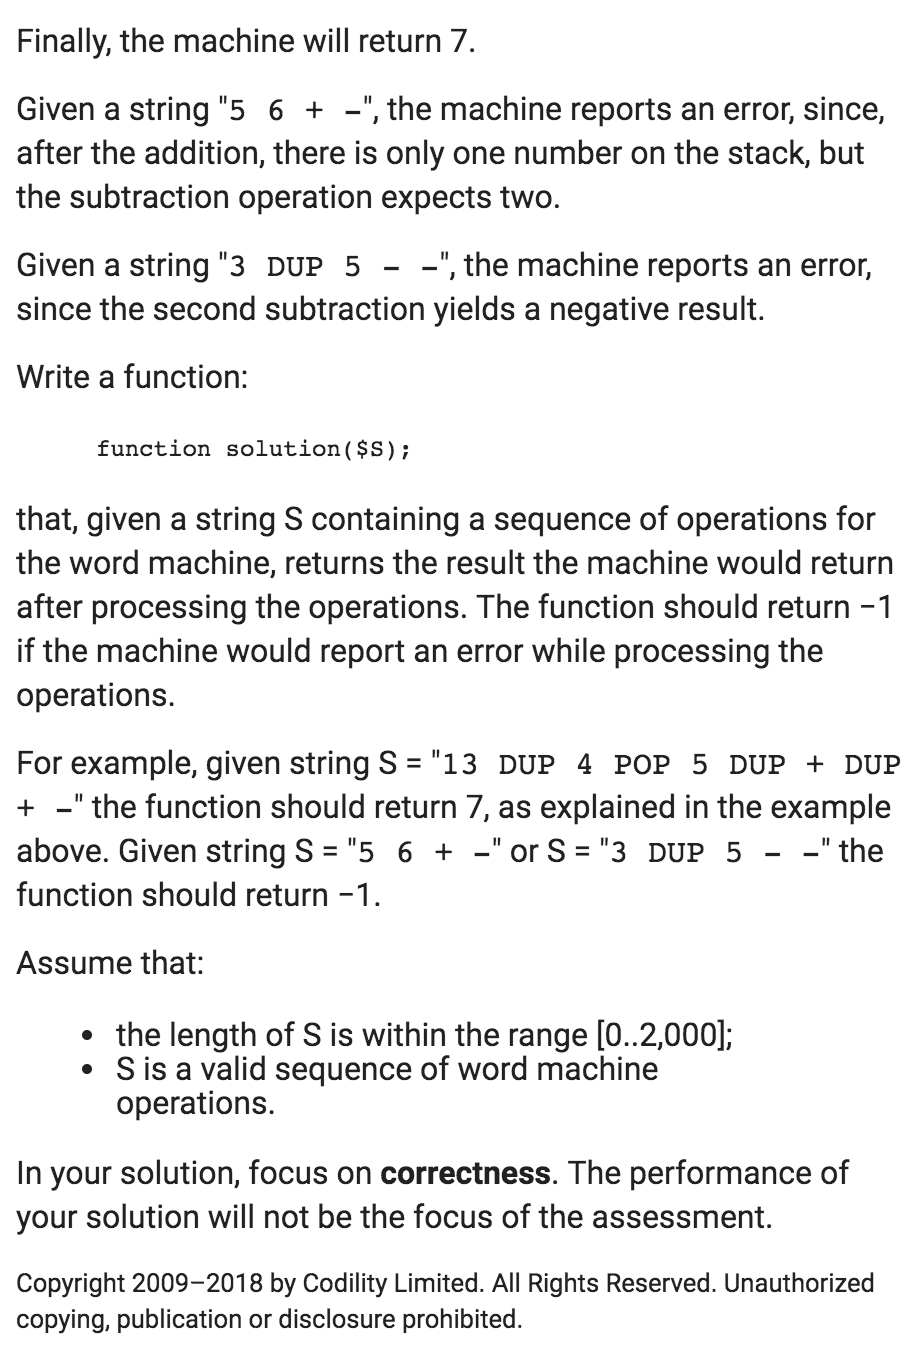 Finally, the machine will return 7.
Given a string "5 6 + -", the machine reports an error, since,
after the addition, there is only one number on the stack, but
the subtraction operation expects two.
Given a string "3 DUP 5 - -", the machine reports an error,
since the second subtraction yields a negative result.
Write a function:
function solution($S);
that, given a string S containing a sequence of operations for
the word machine, returns the result the machine would return
after processing the operations. The function should return −1
if the machine would report an error while processing the
operations.
For example, given string S = "13 DUP 4 POP 5 DUP + DUP
+ -" the function should return 7, as explained in the example
above. Given string S = "5 6 + -" or S = "3 DUP 5 - -" the
function should return −1.
Assume that:
• the length of S is within the range [0..2,000];
• S is a valid sequence of word machine
operations.
In your solution, focus on correctness. The performance of
your solution will not be the focus of the assessment.
Copyright 2009–2018 by Codility Limited. All Rights Reserved. Unauthorized
copying, publication or disclosure prohibited.